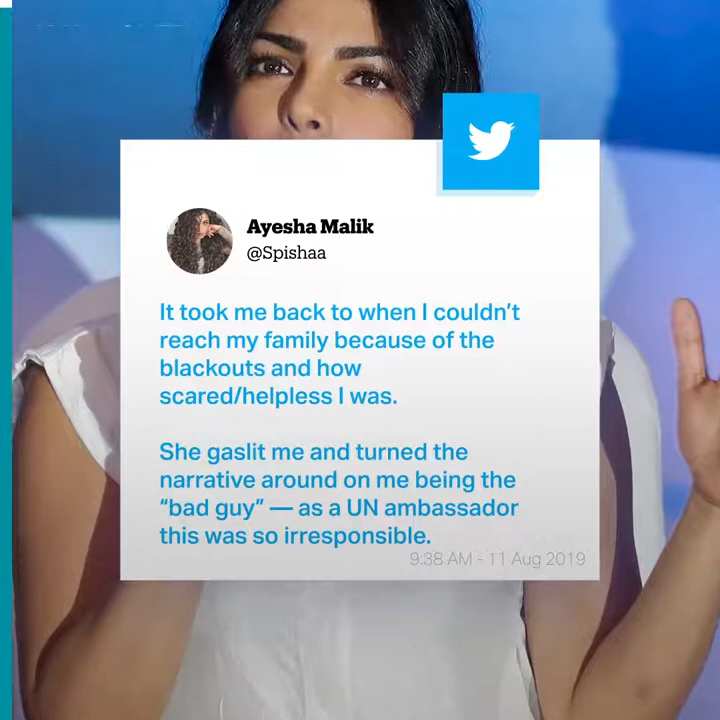 Ayesha Malik
@Spishaa
It took me back to when I couldn't
reach my family because of the
blackouts and how
scared/helpless I was.
She gaslit me and turned the
narrative around on me being the
“bad guy” — as a UN ambassador
this was so irresponsible.
9:38 AM - 11 Aug 2019